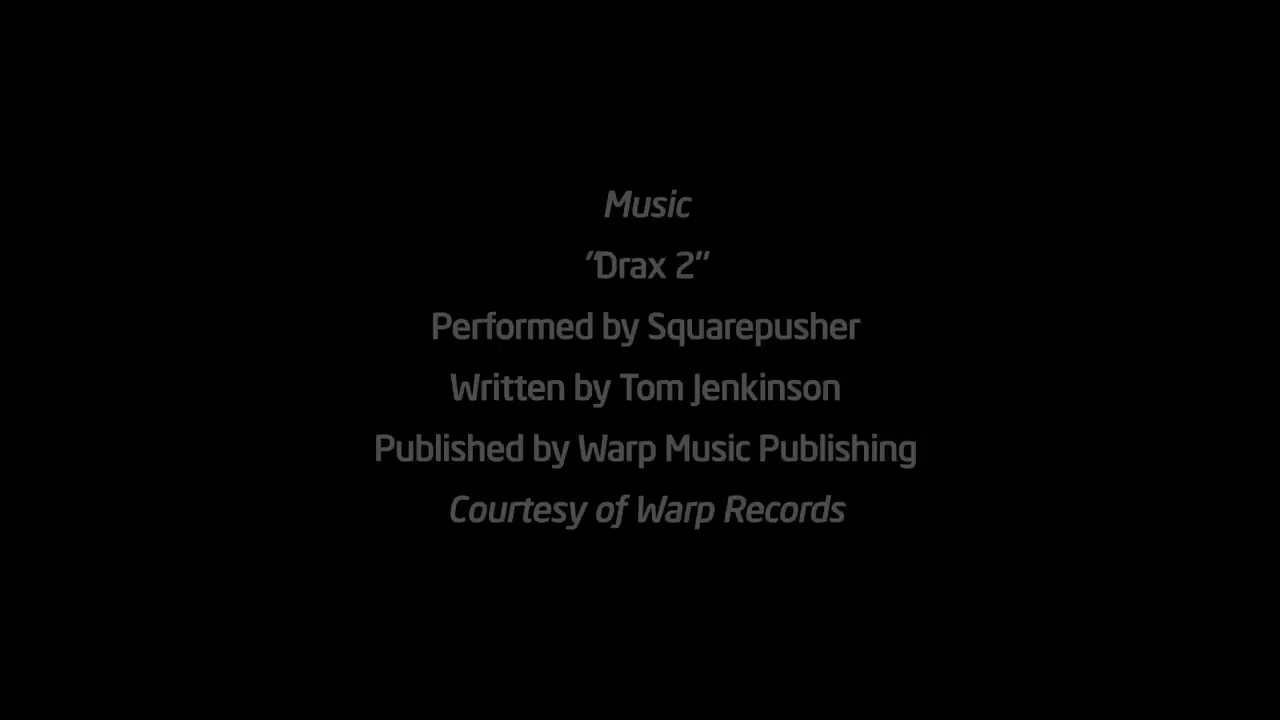 Music
"Drax 2"
Performed by Squarepusher
Written by Tom Jenkinson
Published by Warp Music Publishing
Courtesy of Warp Records